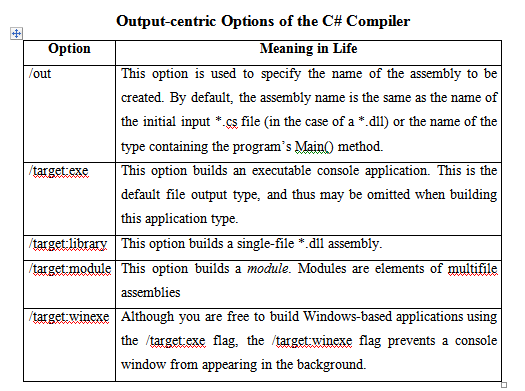 Output-centric Options of the C# Compiler
Option Meaning in Life
/out This option is used to specify the name of the assembly to be
created. By default, the assembly name is the same as the name of
the initial input *.cs file (in the case of a *.dll) or the name of the
type containing the program's Main() method.
/target:exe This option builds an executable console application. This is the
default file output type, and thus may be omitted when building
this application type.
/target:library This option builds a single-file *.dll assembly.
/target:module This option builds a module. Modules are elements of multifile
assemblies
/target:winexe Although you are free to build Windows-based applications using
the /target:exe flag, the /target:winexe flag prevents a console
window from appearing in the background.